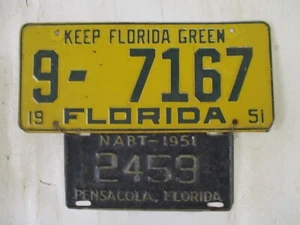 KEEP FLORIDA GREEN
9- 7167
19 FLORIDA 51
NABT-1951
2459
PENSACOLA, FLORIDA